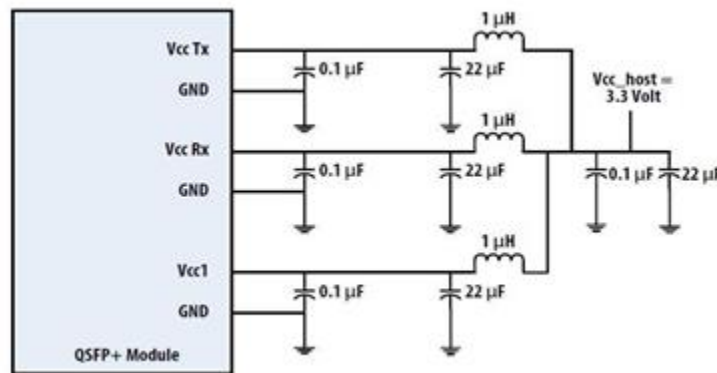 1 µH
Vcc Tx
0.1 µF
22 µF
GND
Vcc_host =
3.3 Volt
1 µH
Vcc Rx
0.1 µF
22 µF
0.1 µF
22 µF
GND
1 µH
Vcc1
0.1 µF
22 µF
GND
QSFP+ Module